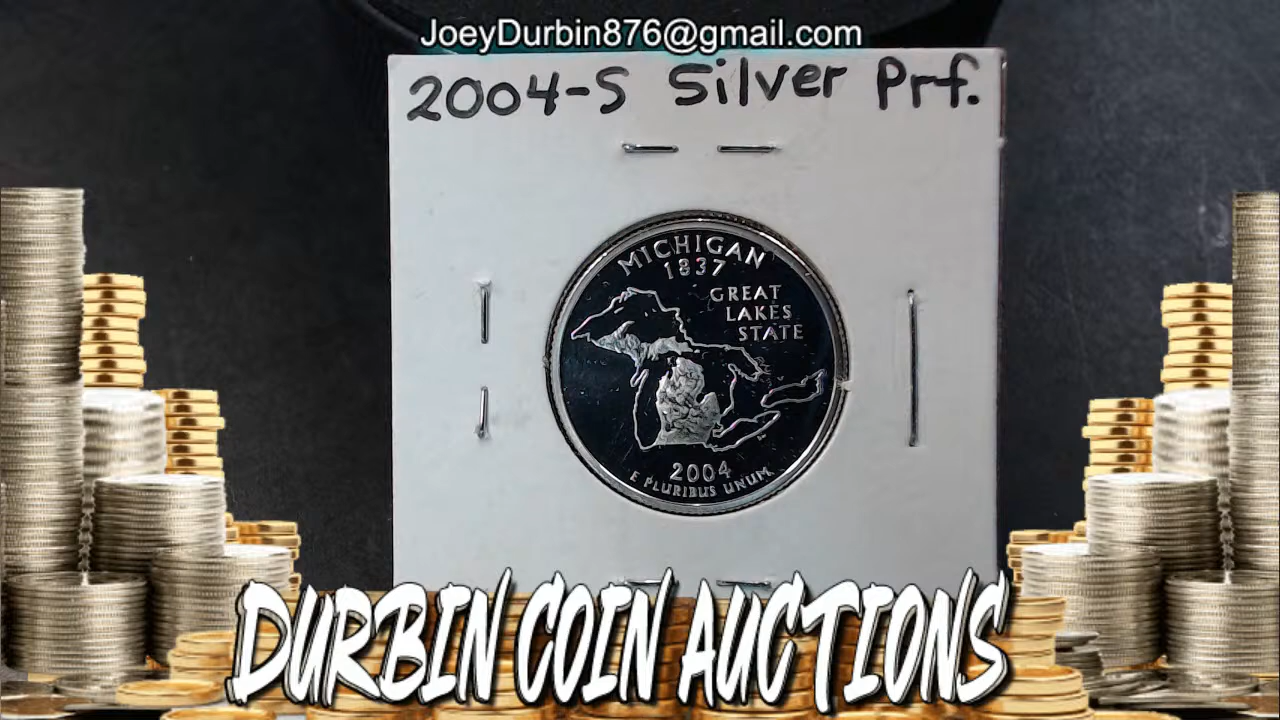 JoeyDurbin876@gmail.com
2004-S Silver Prf.
MICHIGAN
1837
GREAT
LAKES
STATE
2004
E PLURIBUS UNUM
DURBIN COIN AUCTIONS